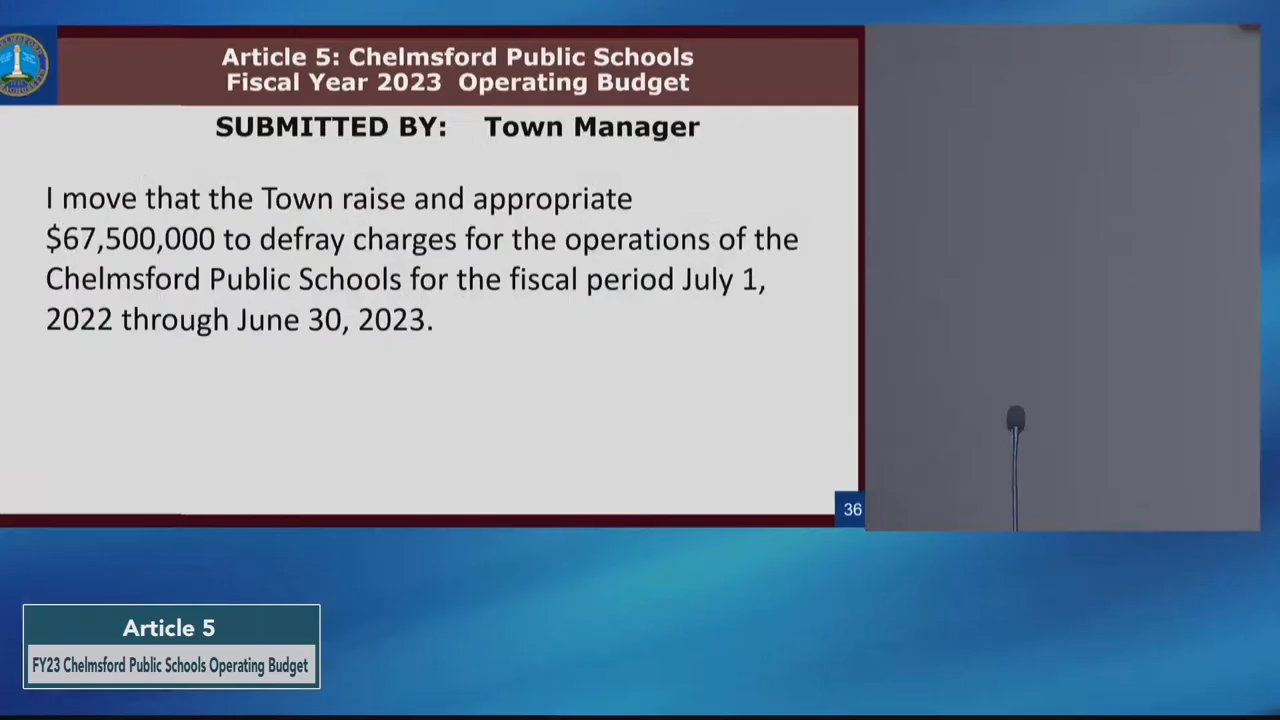 Article 5: Chelmsford Public Schools
Fiscal Year 2023 Operating Budget
SUBMITTED BY: Town Manager
I move that the Town raise and appropriate
$67,500,000 to defray charges for the operations of the
Chelmsford Public Schools for the fiscal period July 1,
2022 through June 30, 2023.
36
Article 5
FY23 Chelmsford Public Schools Operating Budget